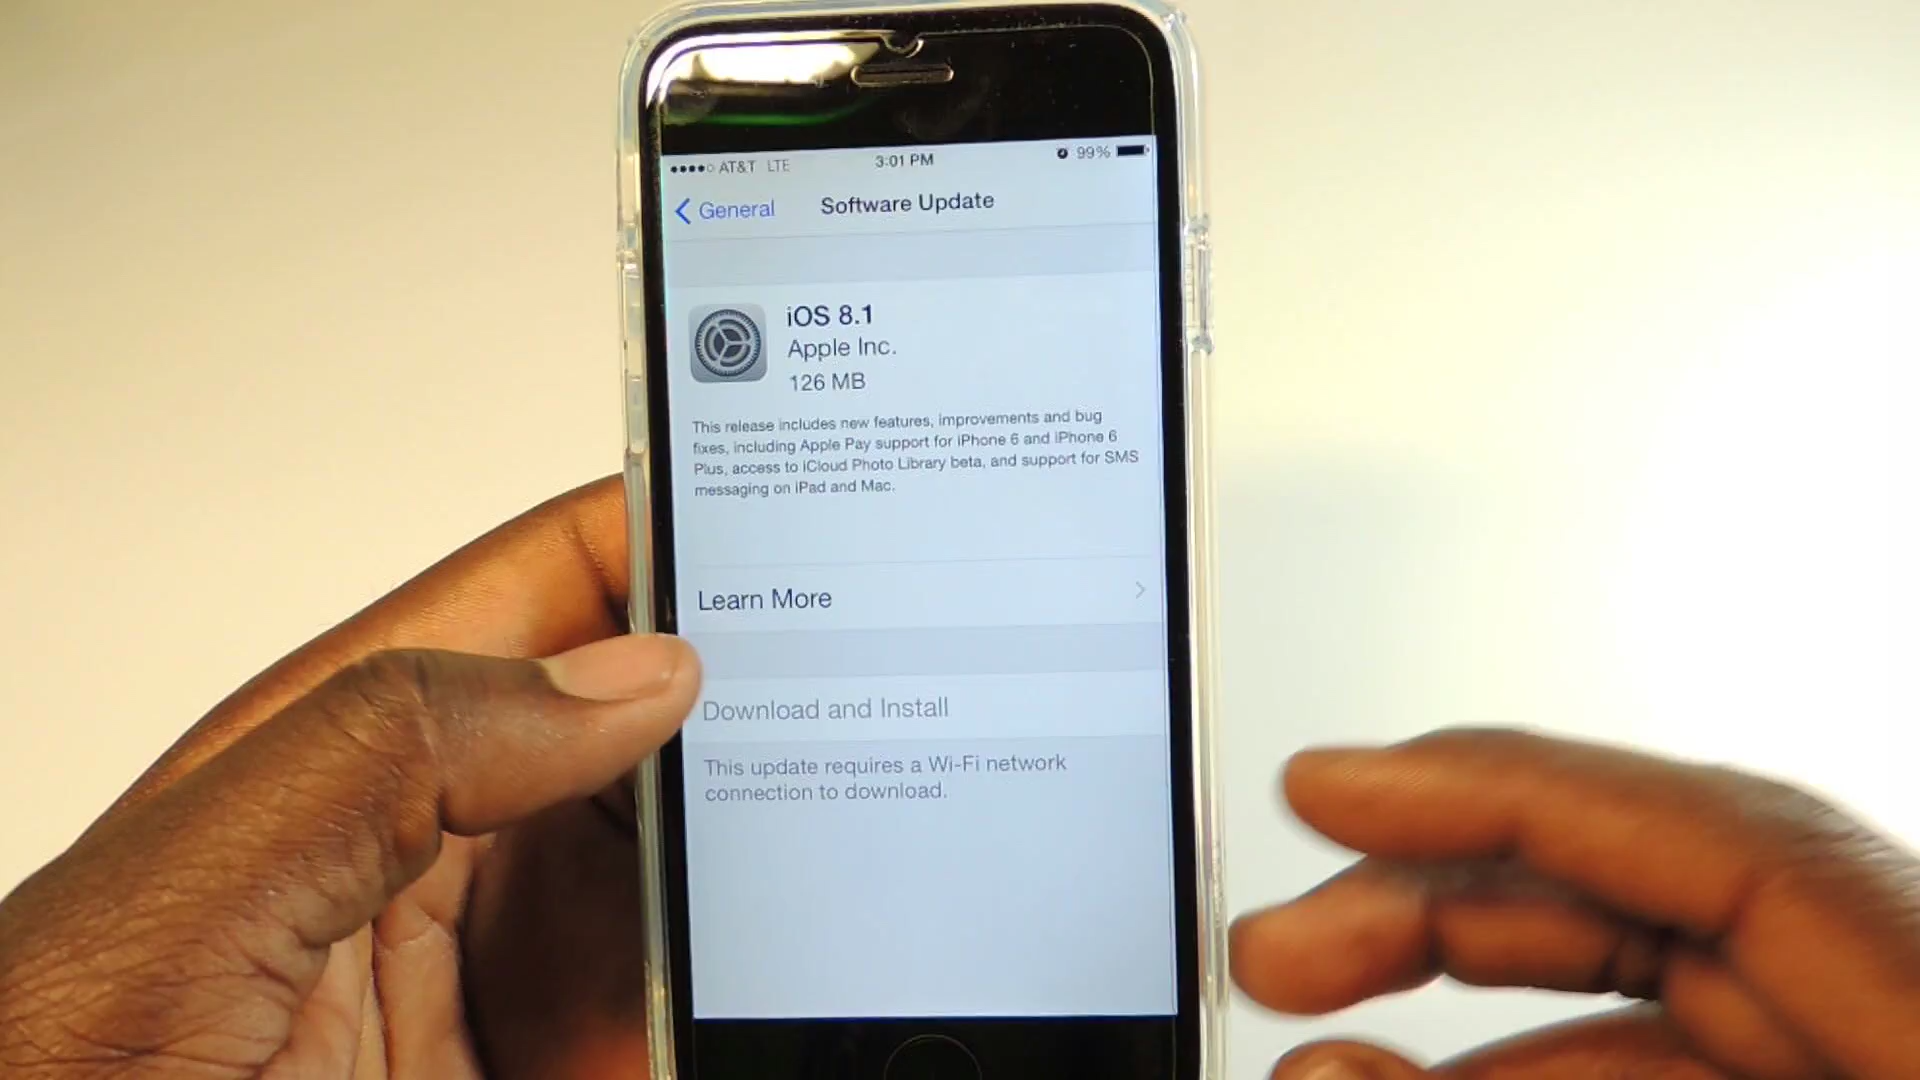 AT&T LTE 3:01 PM 99%
General Software Update
iOS 8.1
Apple Inc.
126 MB
This release includes new features, improvements and bug
fixes, including Apple Pay support for iPhone 6 and iPhone 6
Plus, access to iCloud Photo Library beta, and support for SMS
messaging on iPad and Mac.
Learn More
Download and Install
This update requires a Wi-Fi network
connection to download.